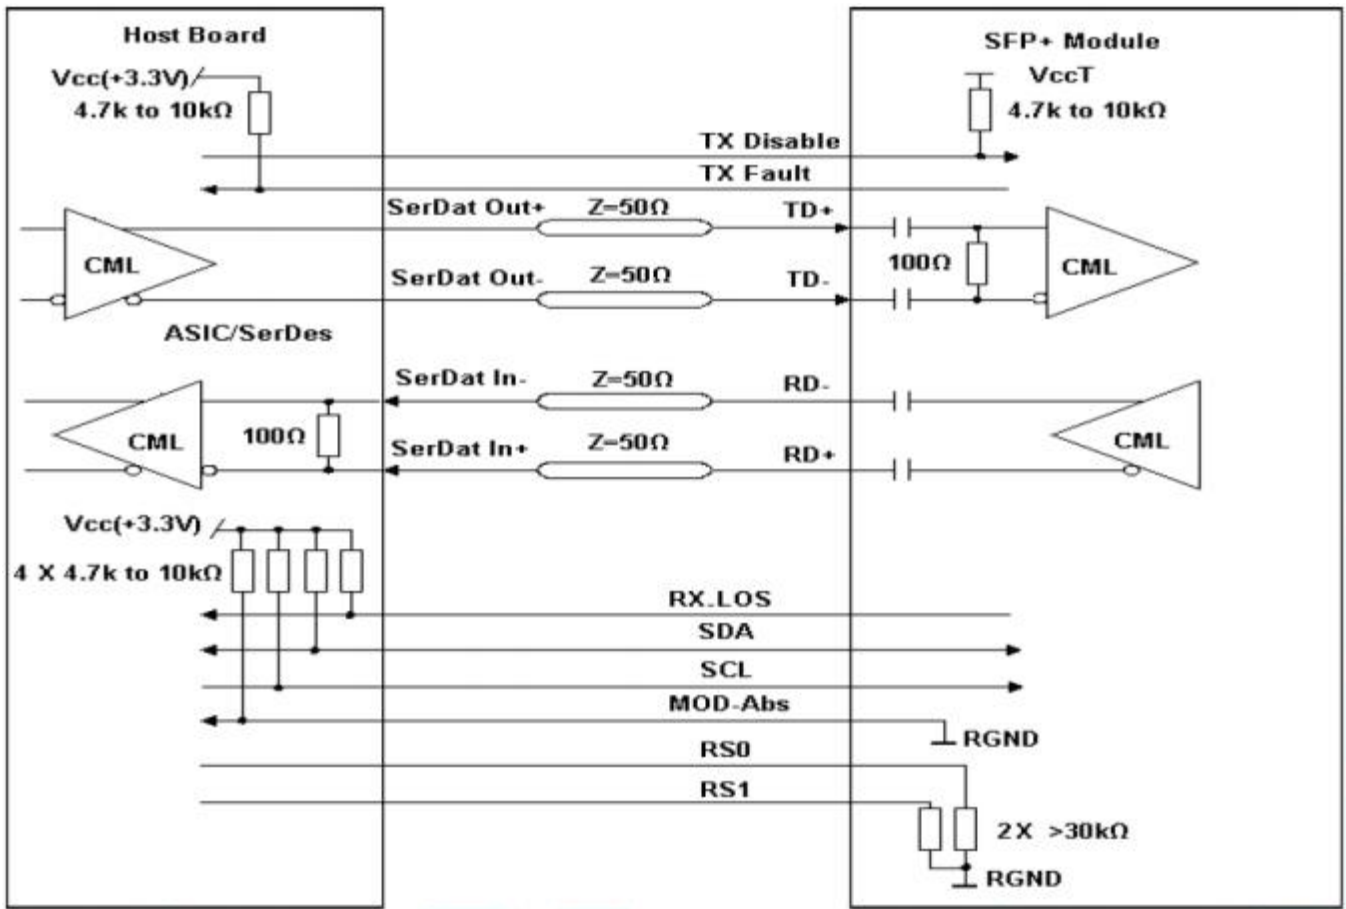 Host Board
SFP+ Module
Vcc(+3.3V)
VccT
4.7k to 10kΩ
4.7k to 10kΩ
TX Disable
TX Fault
SerDat Out+
Z=50Ω
TD+
CML
100Ω
CML
SerDat Out-
Z=50Ω
TD-
ASIC/SerDes
SerDat In-
Z=50Ω
RD-
CML
100Ω
CML
SerDat In+
Z=50Ω
RD+
Vcc(+3.3V)
4 X 4.7k to 10kΩ
RX.LOS
SDA
SCL
MOD-Abs
RGND
RS0
RS1
2X >30kΩ
RGND